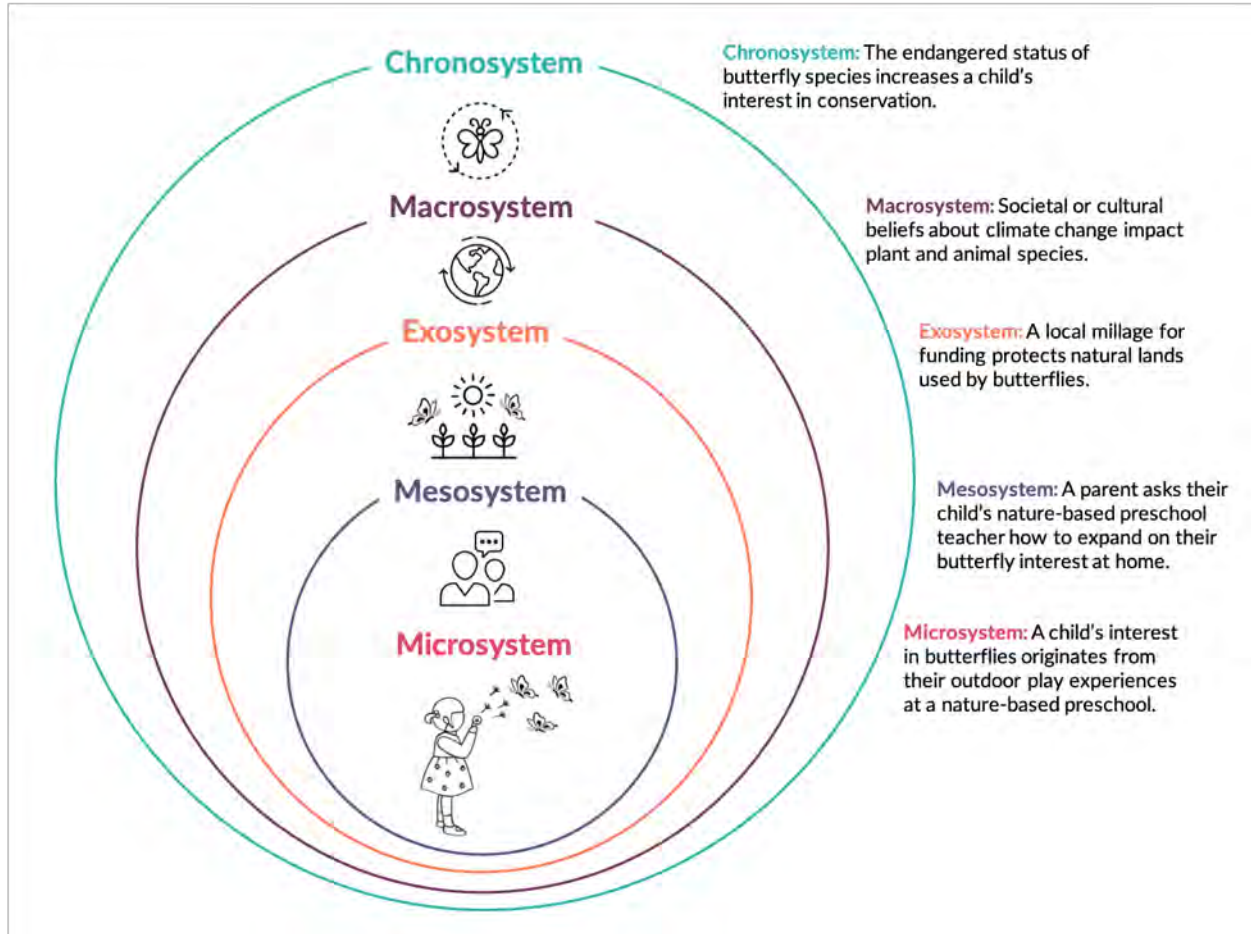 Chronosystem
Macrosystem
Exosystem
Mesosystem
Microsystem
Chronosystem: The endangered status of
butterfly species increases a child's
interest in conservation.
Macrosystem: Societal or cultural
beliefs about climate change impact
plant and animal species.
Exosystem: A local millage for
funding protects natural lands
used by butterflies.
Mesosystem: A parent asks their
child's nature-based preschool
teacher how to expand on their
butterfly interest at home.
Microsystem: A child's interest
in butterflies originates from
their outdoor play experiences
at a nature-based preschool.